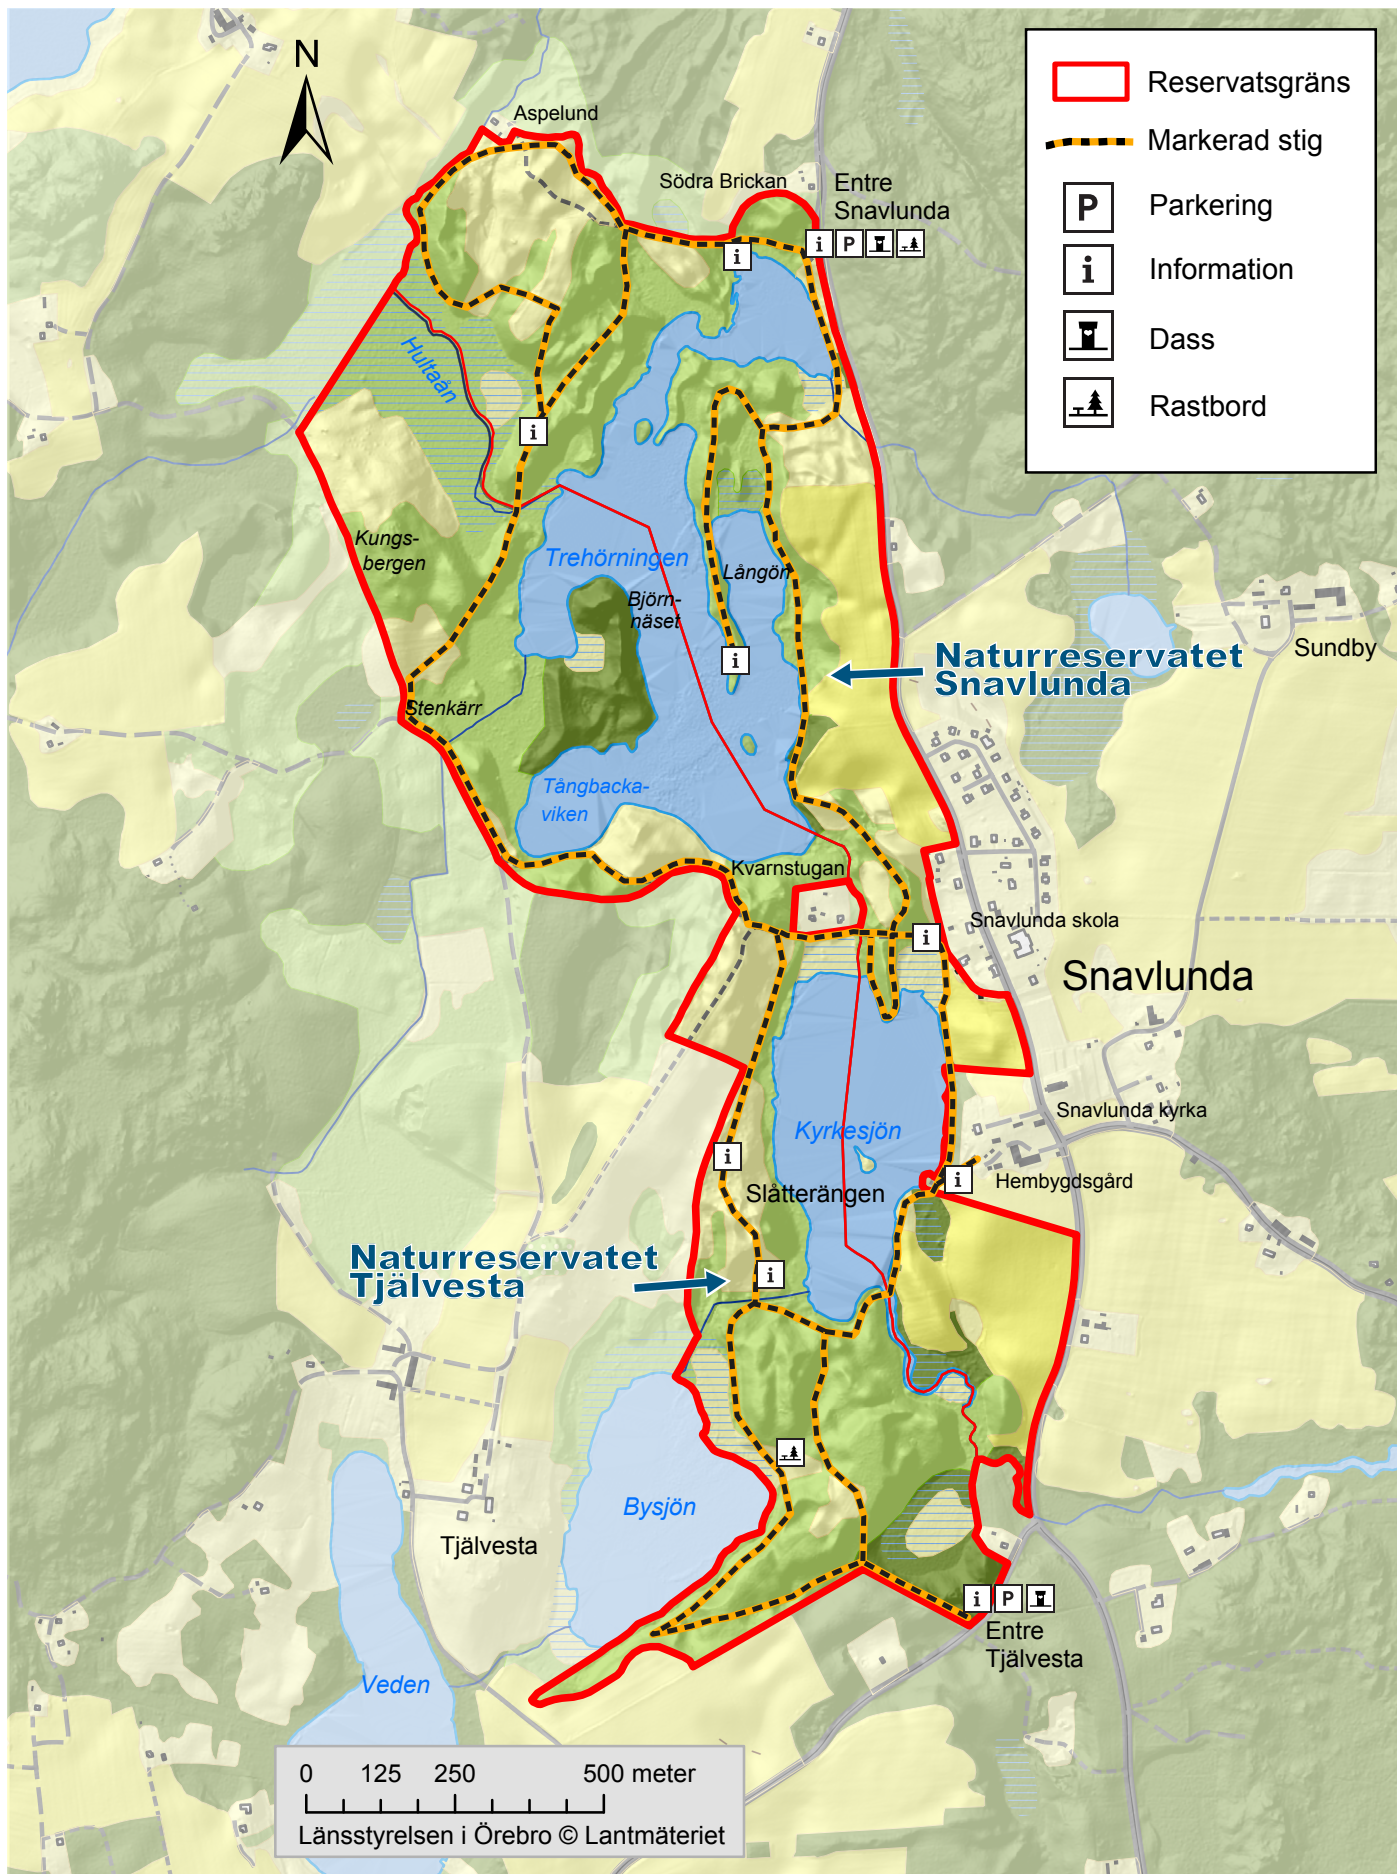 N
Aspelund
Södra Brickan
Entre
Snavlunda
i
i P
Reservatsgräns
Markerad stig
P Parkering
i Information
Dass
Rastbord
Hultaån
i
Kungs-
bergen
Trehörningen
Björn-
näset
Långön
i
Naturreservatet
Snavlunda
Sundby
Stenkärr
Tångbacka-
viken
Kvarnstugan
i
Snavlunda skola
Snavlunda
Kyrkesjön
Snavlunda kyrka
i
i
Hembygdsgård
Slåtterängen
Naturreservatet
Tjälvesta
i
Bysjön
Tjälvesta
i P
Entre
Tjälvesta
Veden
0 125 250 500 meter
Länsstyrelsen i Örebro © Lantmäteriet